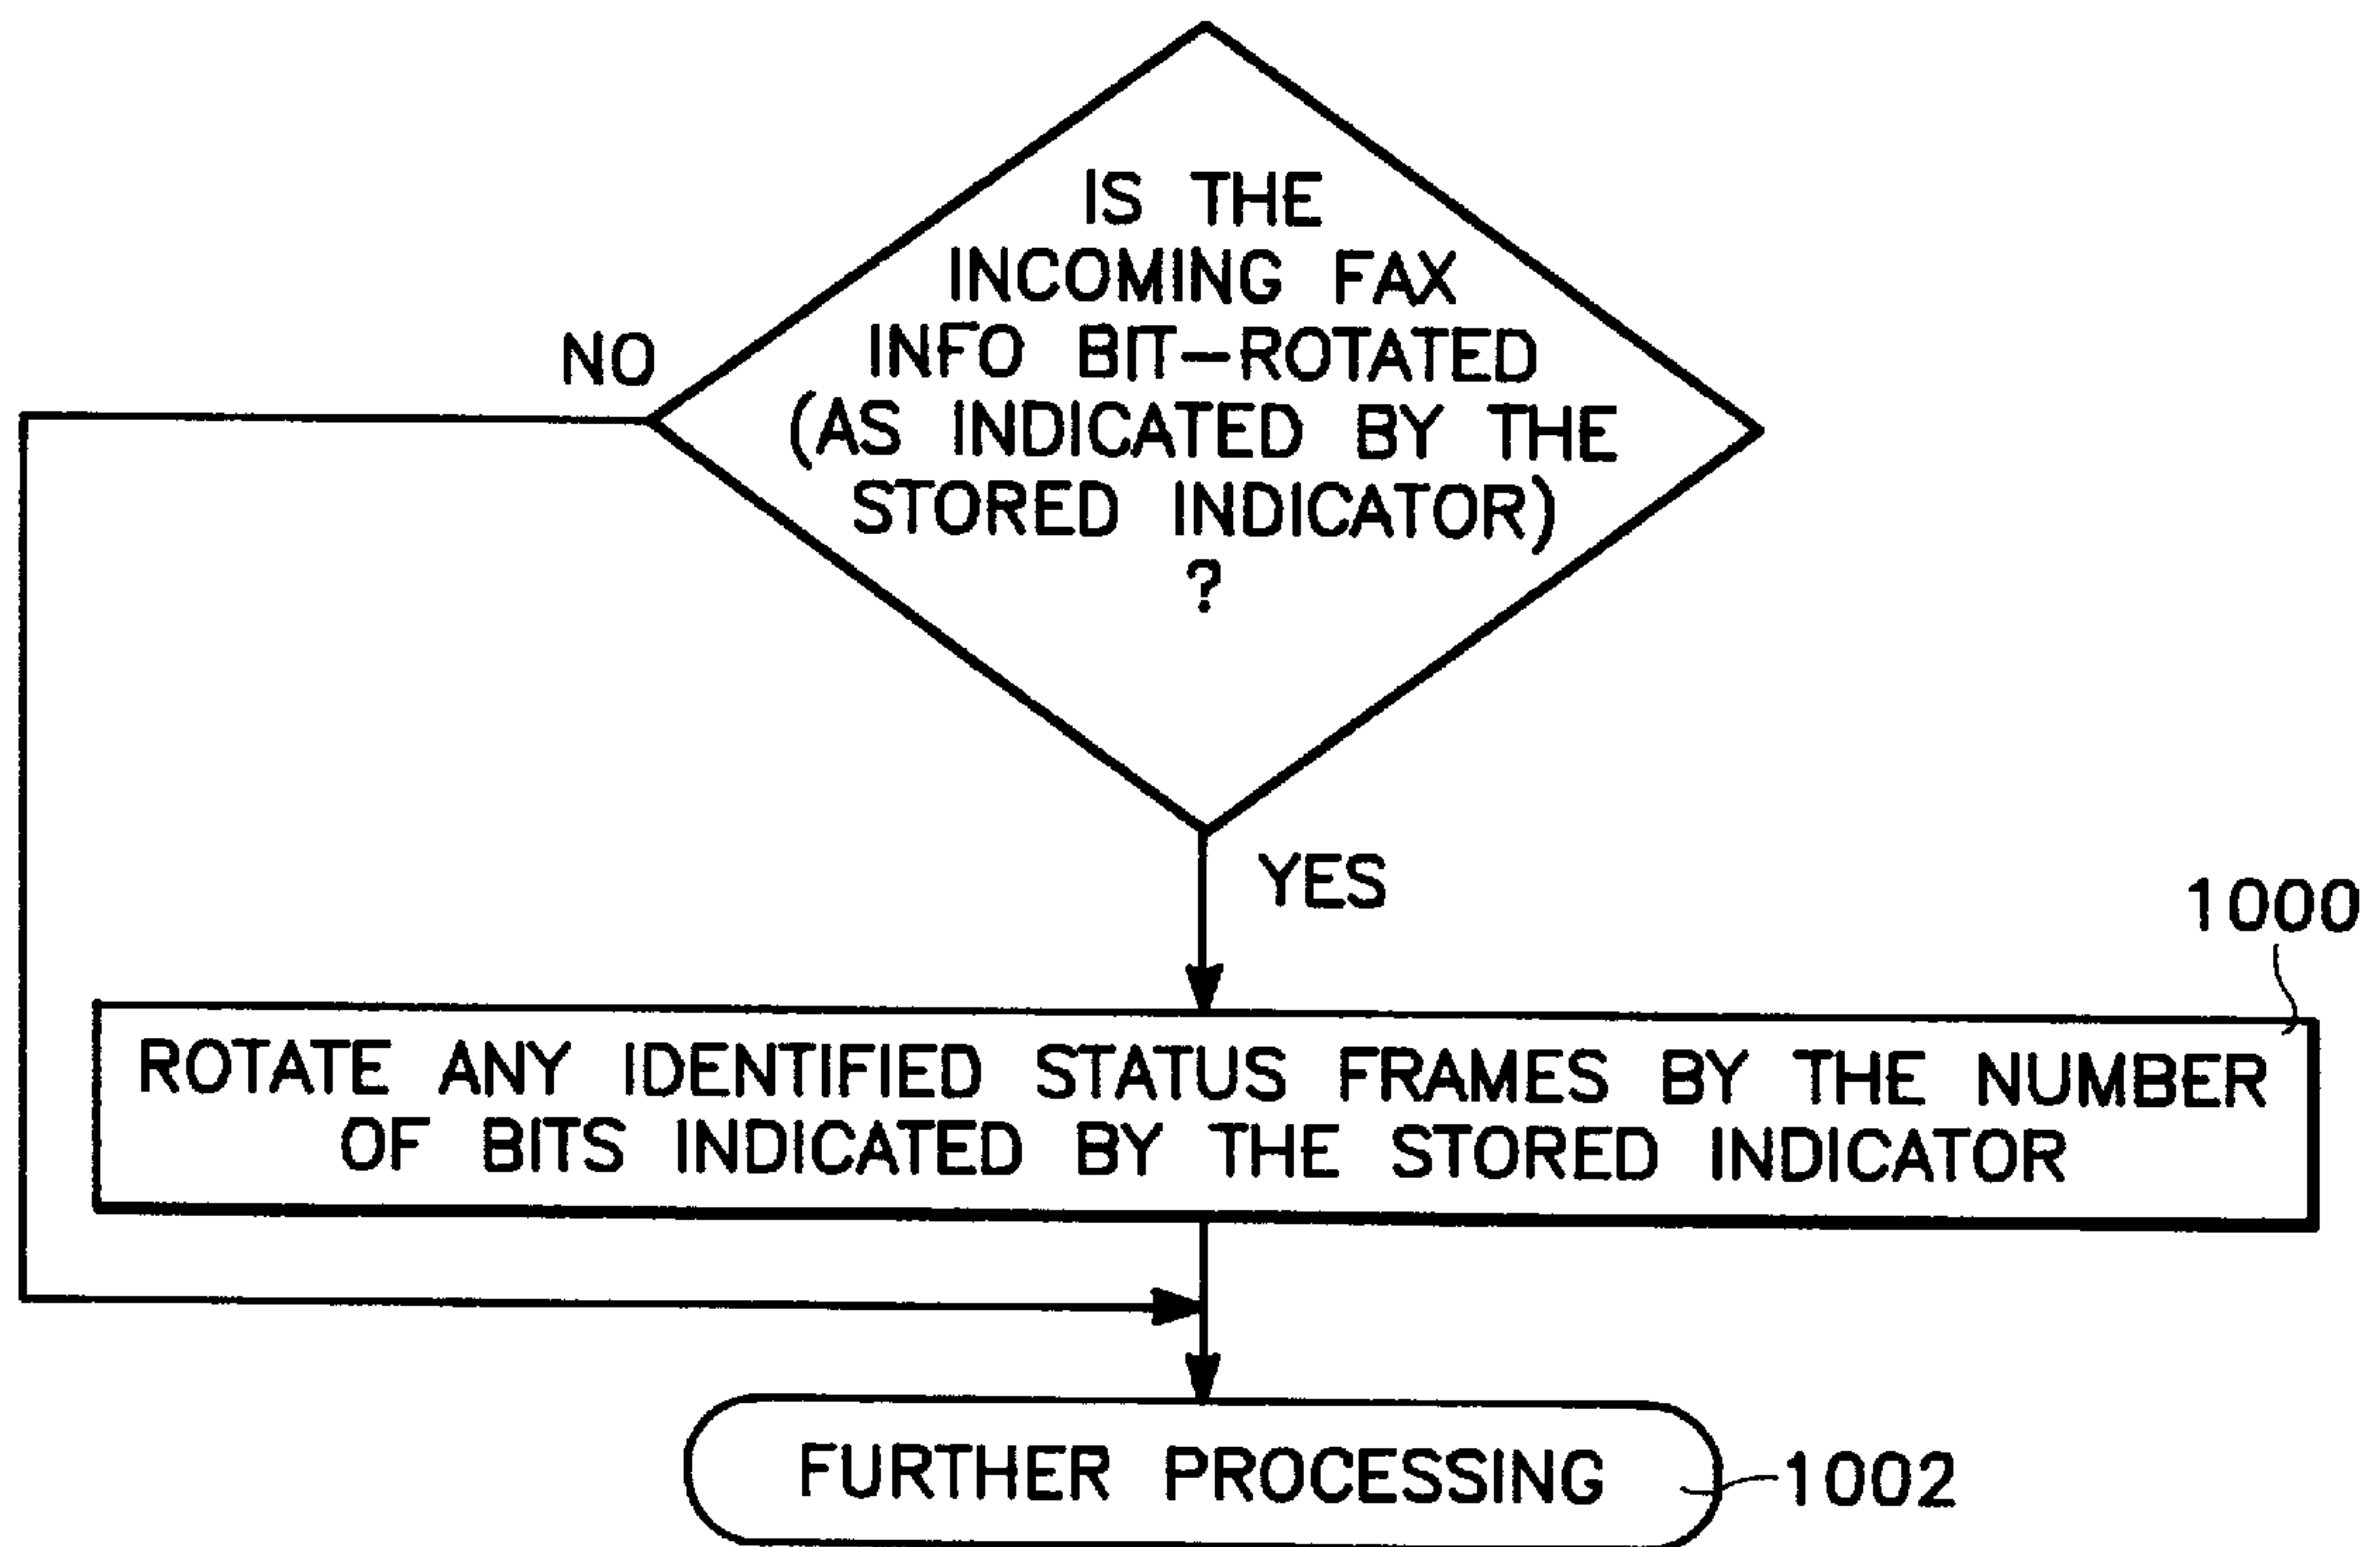 IS THE
INCOMING FAX
INFO BIT-ROTATED
(AS INDICATED BY THE
STORED INDICATOR)
?
NO
YES
1000
ROTATE ANY IDENTIFIED STATUS FRAMES BY THE NUMBER
OF BITS INDICATED BY THE STORED INDICATOR
FURTHER PROCESSING
1002